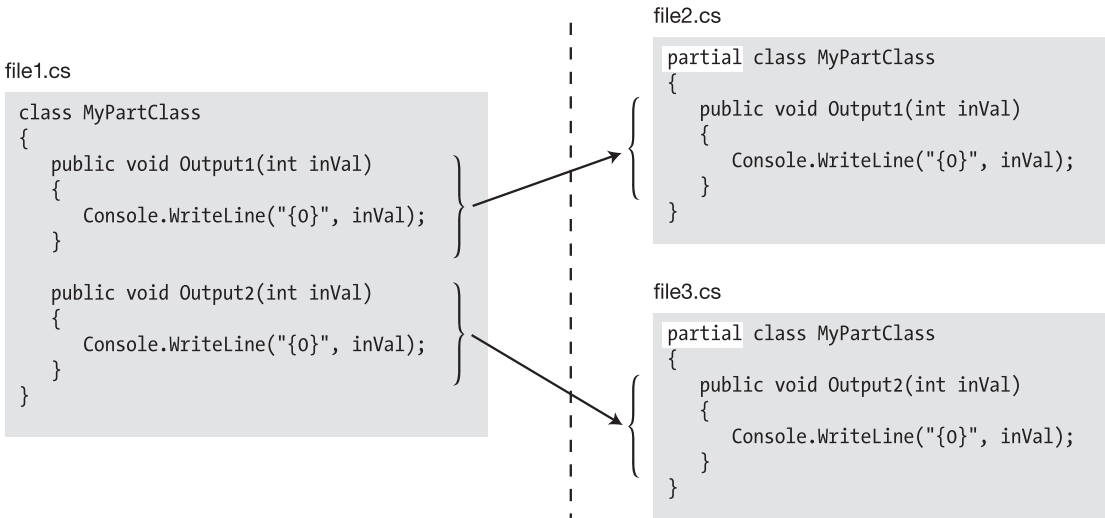 file1.cs
class MyPartClass
{
public void Output1(int inVal)
{
Console.WriteLine("{0}", inVal);
}
public void Output2(int inVal)
{
Console.WriteLine("{0}", inVal);
}
}
file2.cs
partial class MyPartClass
{
public void Output1(int inVal)
{
Console.WriteLine("{0}", inVal);
}
}
file3.cs
partial class MyPartClass
{
public void Output2(int inVal)
{
Console.WriteLine("{0}", inVal);
}
}